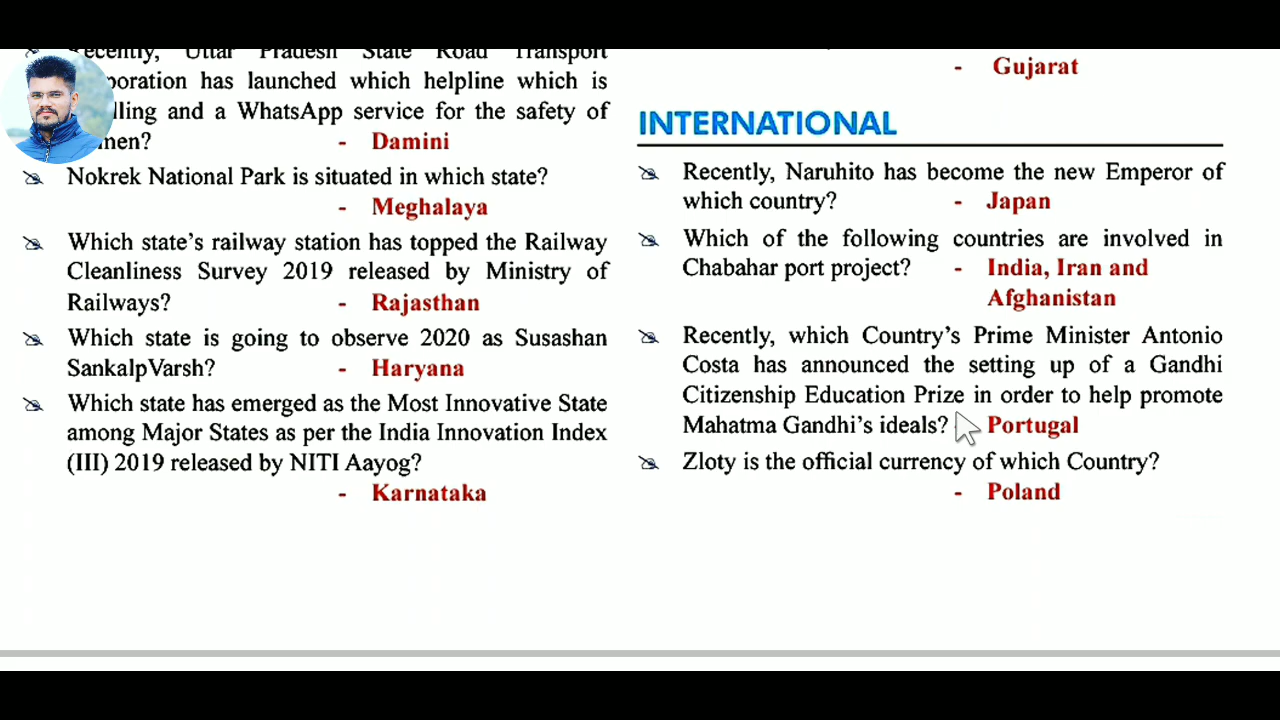 Recently, Uttar Pradesh State Road Transport
poration has launched which helpline which is
lling and a WhatsApp service for the safety of
men?
- Damini
Nokrek National Park is situated in which state?
- Meghalaya
Which state's railway station has topped the Railway
Cleanliness Survey 2019 released by Ministry of
Railways?
- Rajasthan
Which state is going to observe 2020 as Susashan
SankalpVarsh?
- Haryana
Which state has emerged as the Most Innovative State
among Major States as per the India Innovation Index
(III) 2019 released by NITI Aayog?
- Karnataka
- Gujarat
INTERNATIONAL
Recently, Naruhito has become the new Emperor of
which country?
- Japan
Which of the following countries are involved in
Chabahar port project?
- India, Iran and
Afghanistan
Recently, which Country's Prime Minister Antonio
Costa has announced the setting up of a Gandhi
Citizenship Education Prize in order to help promote
Mahatma Gandhi's ideals?
Portugal
Zloty is the official currency of which Country?
- Poland